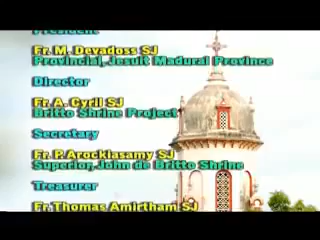 President
Fr. M. Devadoss SJ
Provincial, Jesuit Madurai Province
Director
Fr. A. Cyril SJ
Britto Shrine Project
Secretary
Fr. P. Arockiasamy SJ
Superior, John de Britto Shrine
Treasurer
Fr. Thomas Amirtham SJ